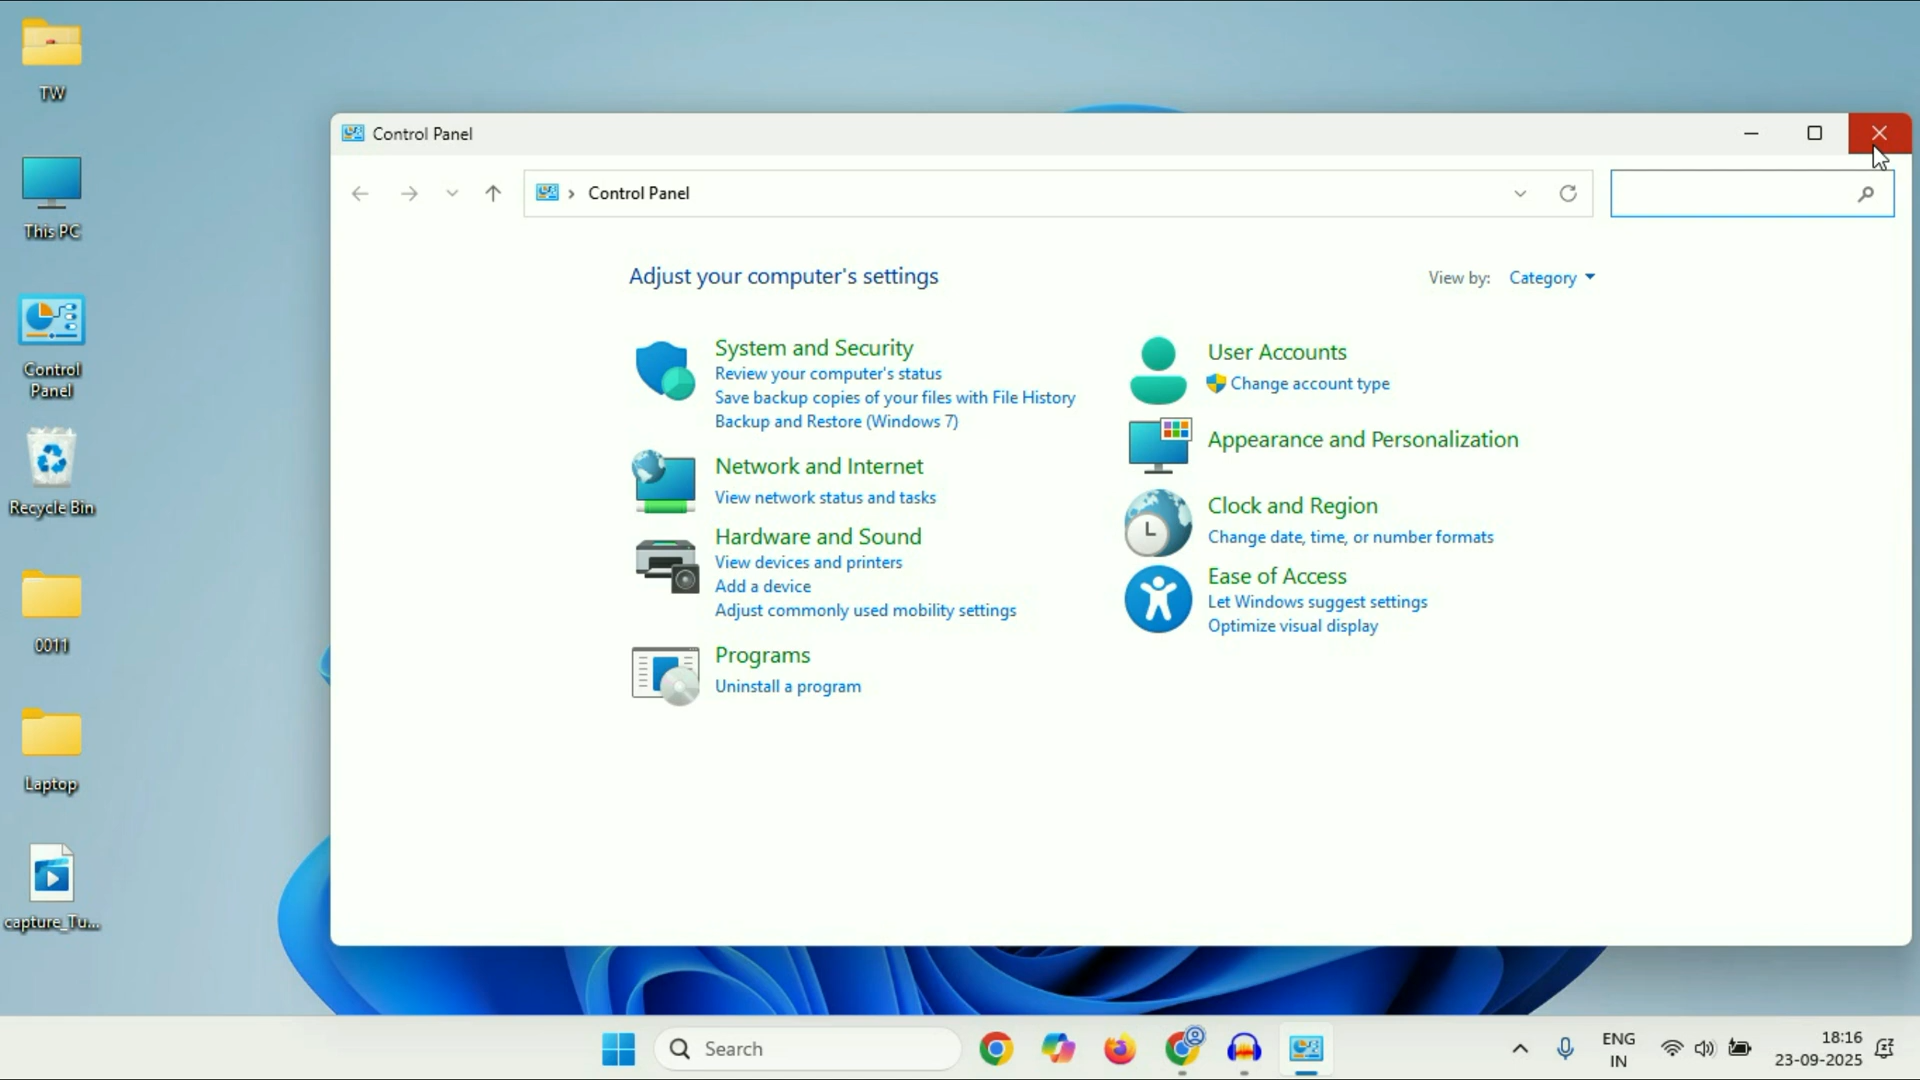 TW
This PC
Control
Panel
Recycle Bin
0011
Laptop
capture_Tu...
Control Panel
Control Panel
Adjust your computer's settings
View by: Category
System and Security
Review your computer's status
Save backup copies of your files with File History
Backup and Restore (Windows 7)
Network and Internet
View network status and tasks
Hardware and Sound
View devices and printers
Add a device
Adjust commonly used mobility settings
Programs
Uninstall a program
User Accounts
Change account type
Appearance and Personalization
Clock and Region
Change date, time, or number formats
Ease of Access
Let Windows suggest settings
Optimize visual display
Search
ENG
IN
18:16
23-09-2025